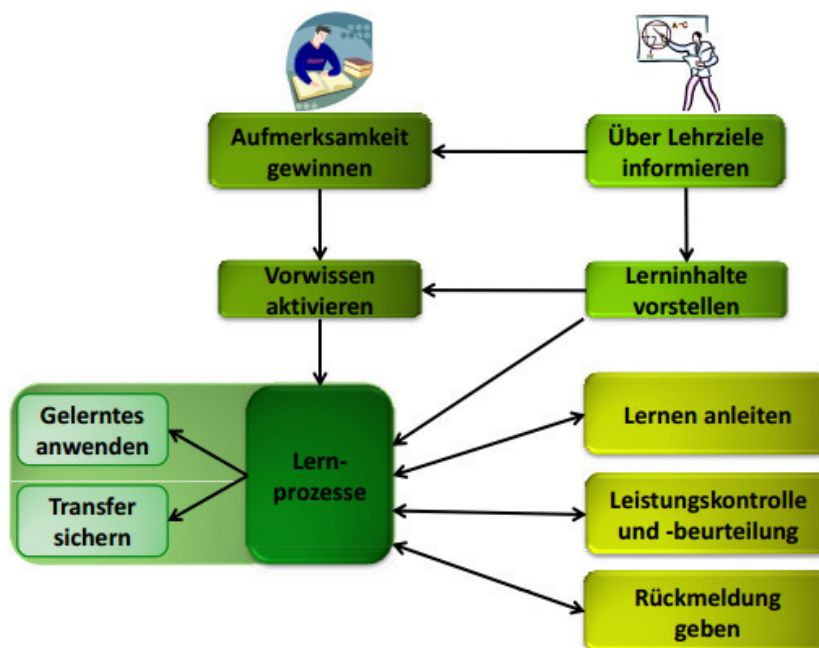 Aufmerksamkeit
gewinnen
Über Lehrziele
informieren
Vorwissen
aktivieren
Lerninhalte
vorstellen
Gelerntes
anwenden
Transfer
sichern
Lern-
prozesse
Lernen anleiten
Leistungskontrolle
und -beurteilung
Rückmeldung
geben